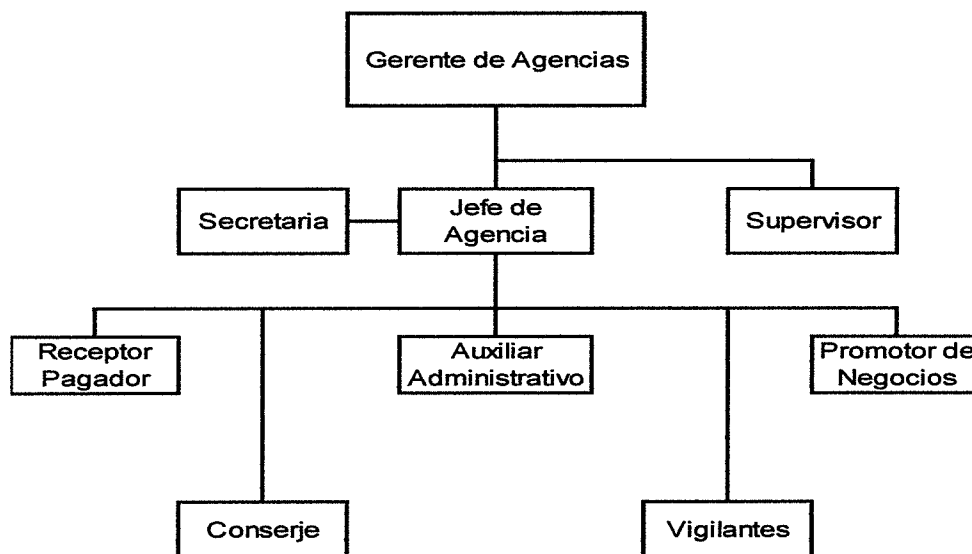 Gerente de Agencias
Secretaria
Jefe de
Agencia
Supervisor
Receptor
Pagador
Auxiliar
Administrativo
Promotor de
Negocios
Conserje
Vigilantes